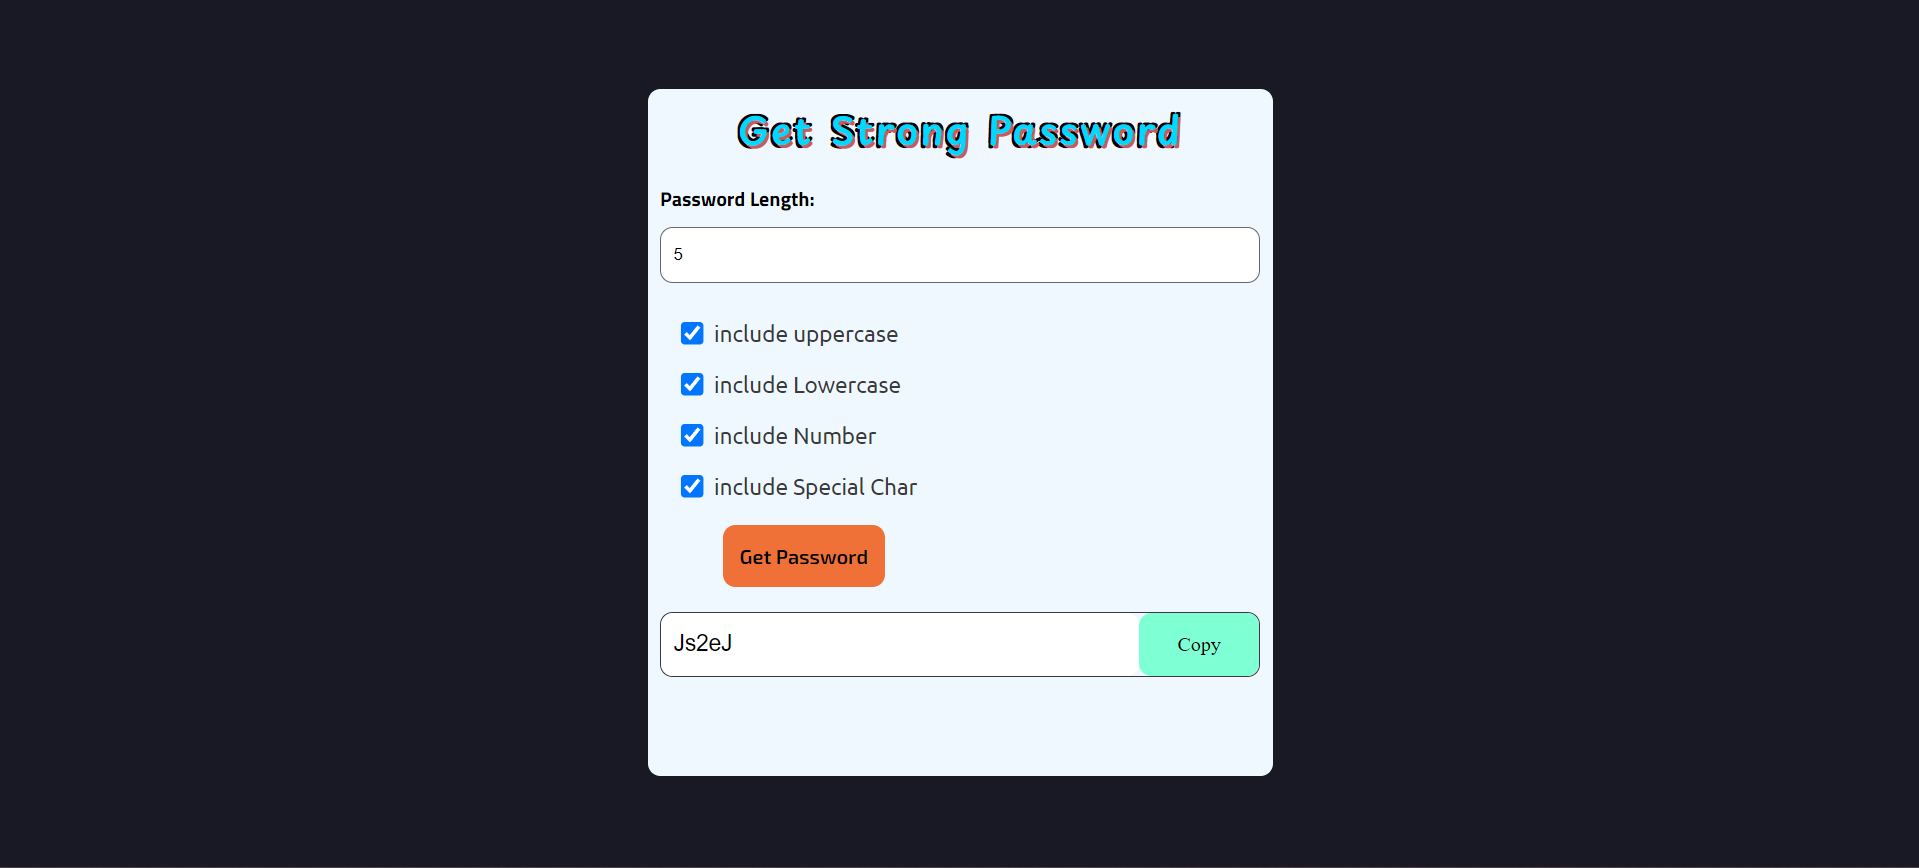 Get Strong Password
Password Length:
5
include uppercase
include Lowercase
include Number
include Special Char
Get Password
Js2eJ
Copy